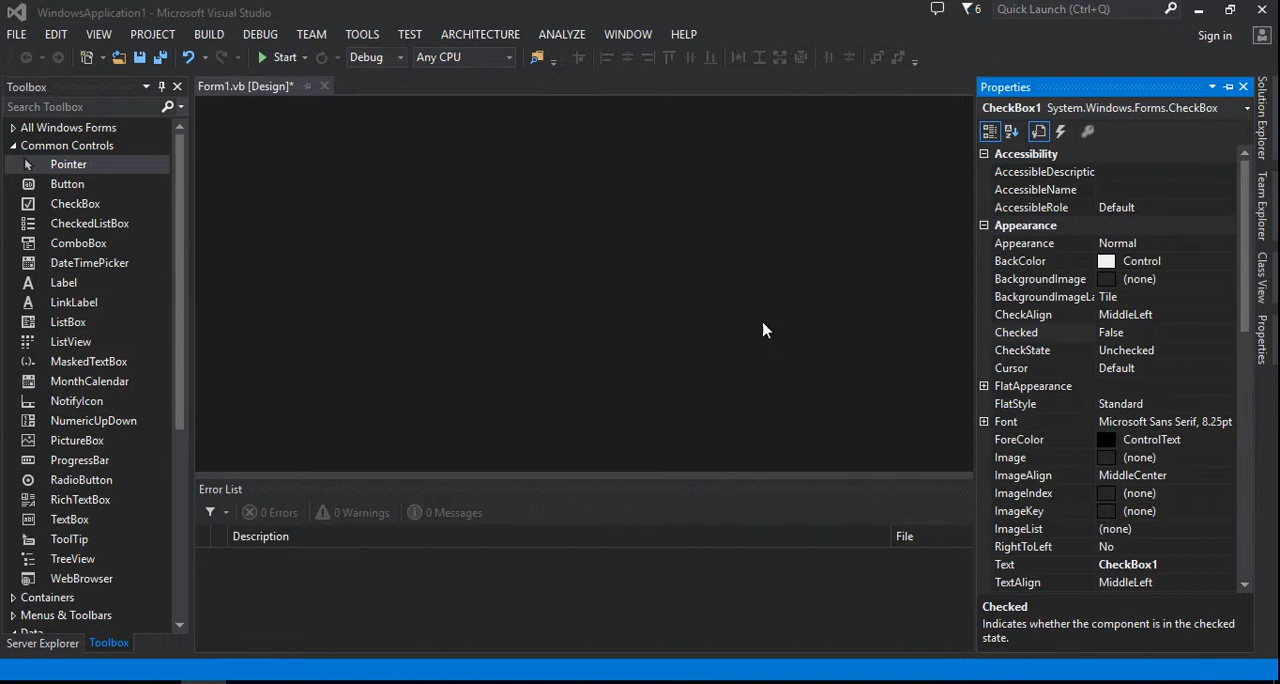 WindowsApplication1 - Microsoft Visual Studio
6
Quick Launch (Ctrl+Q)
FILE EDIT VIEW PROJECT BUILD DEBUG TEAM TOOLS TEST ARCHITECTURE ANALYZE WINDOW HELP
Sign in
Start Debug Any CPU
Toolbox
Search Toolbox
All Windows Forms
Common Controls
Pointer
Button
CheckBox
CheckedListBox
ComboBox
DateTimePicker
Label
LinkLabel
ListBox
ListView
MaskedTextBox
MonthCalendar
NotifyIcon
NumericUpDown
PictureBox
ProgressBar
RadioButton
RichTextBox
TextBox
ToolTip
TreeView
WebBrowser
Containers
Menus & Toolbars
Data
Server Explorer Toolbox
Form1.vb [Design]*
Error List
0 Errors 0 Warnings 0 Messages
Description File
Properties
CheckBox1 System.Windows.Forms.CheckBox
Accessibility
AccessibleDescriptic
AccessibleName
AccessibleRole Default
Appearance
Appearance Normal
BackColor Control
BackgroundImage (none)
BackgroundImageLa Tile
CheckAlign MiddleLeft
Checked False
CheckState Unchecked
Cursor Default
FlatAppearance
FlatStyle Standard
Font Microsoft Sans Serif, 8.25pt
ForeColor ControlText
Image (none)
ImageAlign MiddleCenter
ImageIndex (none)
ImageKey (none)
ImageList (none)
RightToLeft No
Text CheckBox1
TextAlign MiddleLeft
Checked
Indicates whether the component is in the checked
state.
Solution Explorer
Team Explorer
Class View
Properties